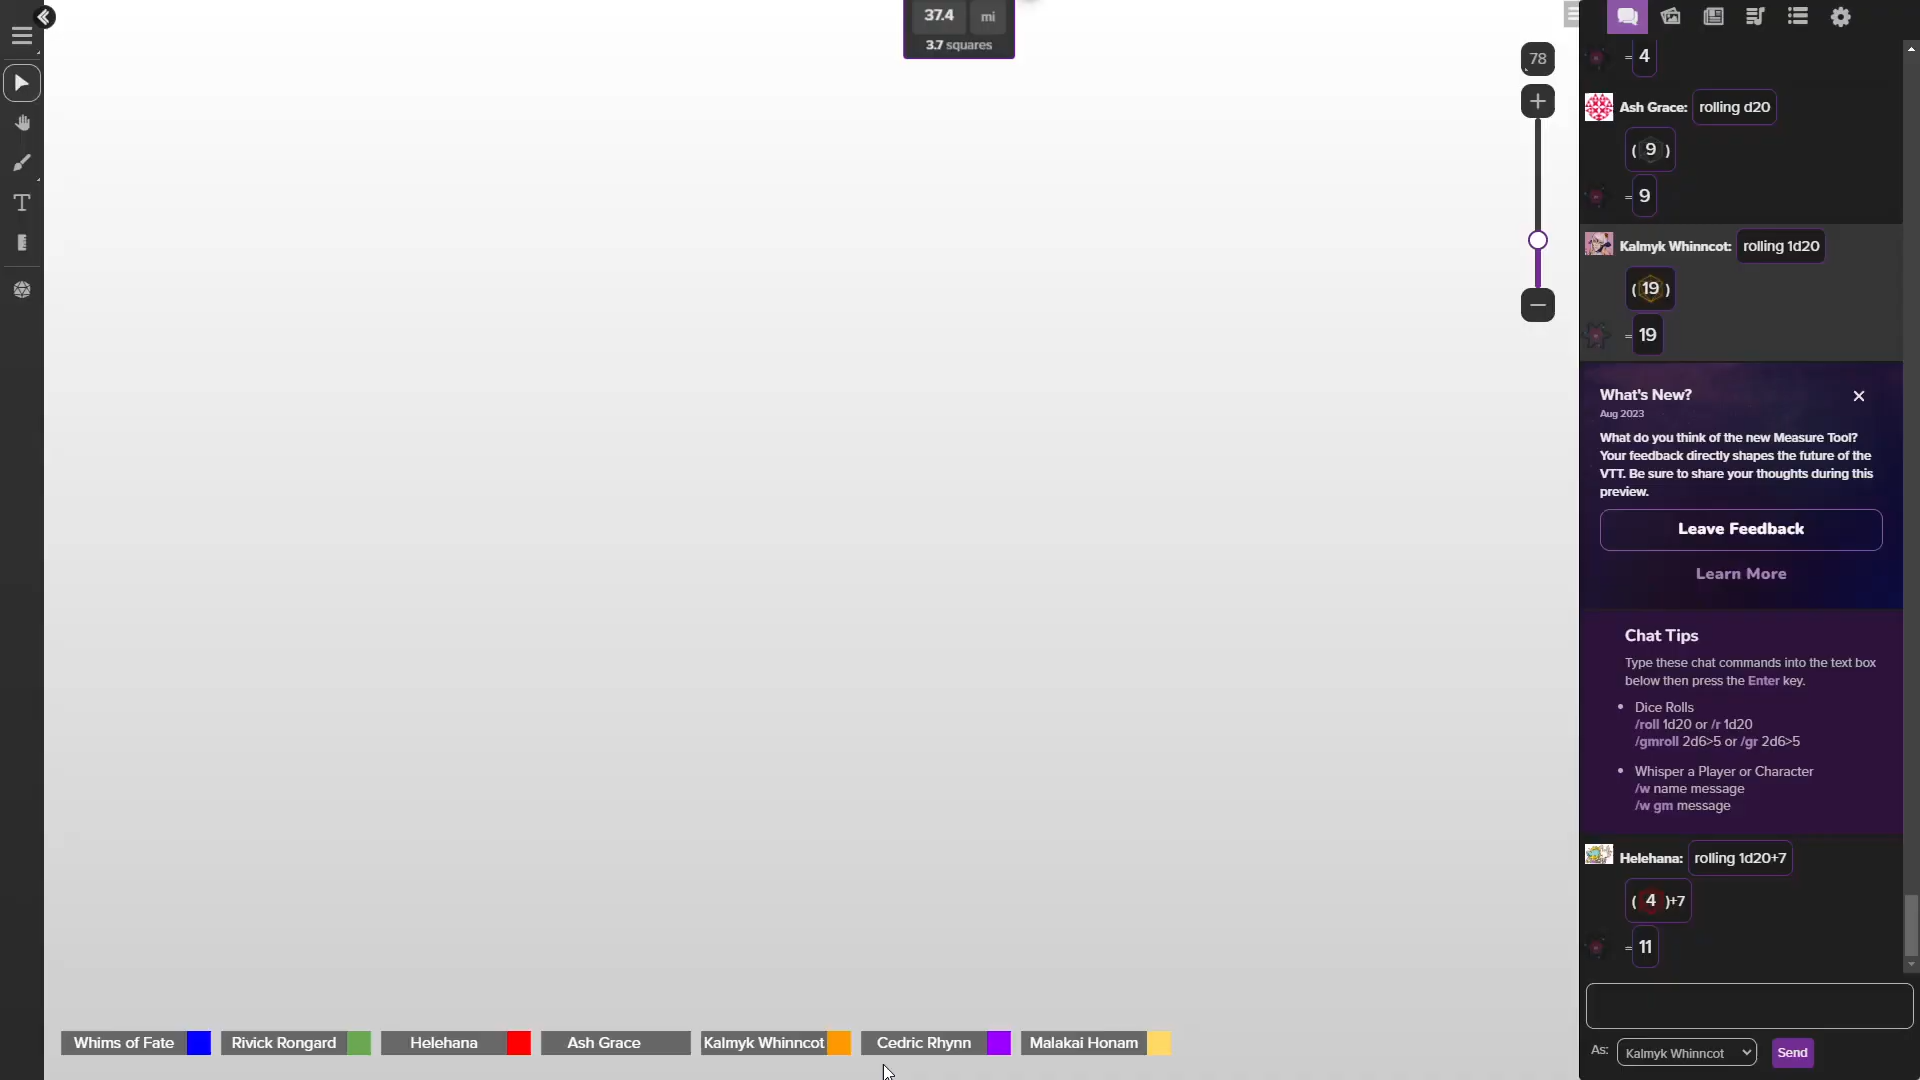 37.4 mi
3.7 squares
78
= 4
Ash Grace: rolling d20
( 9 )
= 9
Kalmyk Whinncot: rolling 1d20
( 19 )
= 19
What's New?
Aug 2023
What do you think of the new Measure Tool?
Your feedback directly shapes the future of the
VTT. Be sure to share your thoughts during this
preview.
Leave Feedback
Learn More
Chat Tips
Type these chat commands into the text box
below then press the Enter key.
• Dice Rolls
/roll 1d20 or /r 1d20
/gmroll 2d6>5 or /gr 2d6>5
• Whisper a Player or Character
/w name message
/w gm message
Helehana: rolling 1d20+7
( 4 )+7
= 11
As: Kalmyk Whinncot Send
Whims of Fate Rivick Rongard Helehana Ash Grace Kalmyk Whinncot Cedric Rhynn Malakai Honam